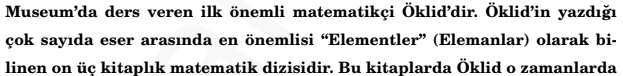 Museum’da ders veren ilk önemli matematikçi Öklid’dir. Öklid’in yazdığı
çok sayıda eser arasında en önemlisi “Elementler” (Elemanlar) olarak bi-
linen on üç kitaplık matematik dizisidir. Bu kitaplarda Öklid o zamanlarda